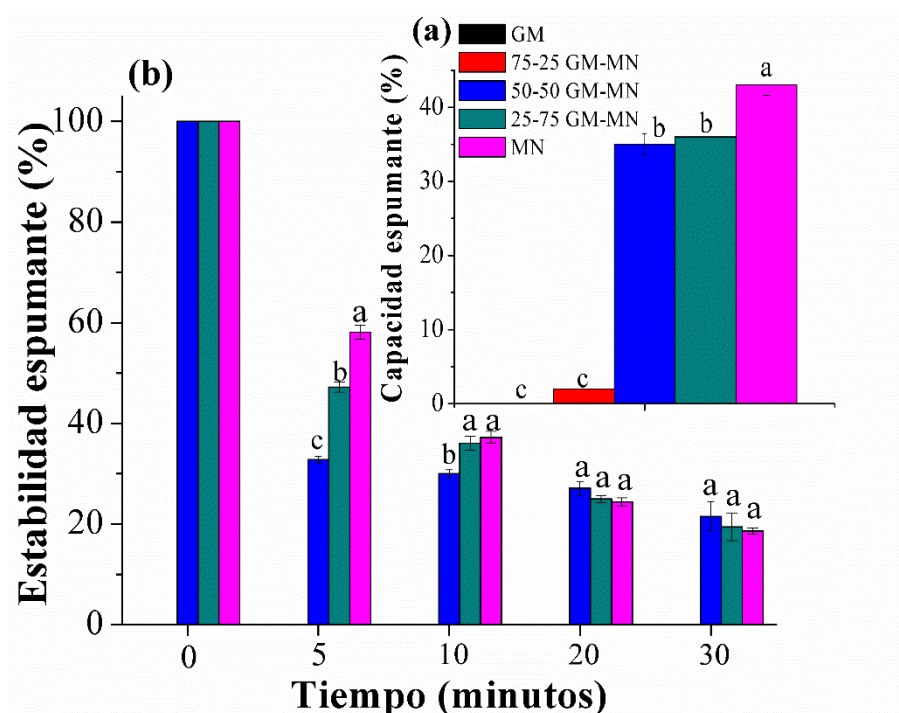 (a)
GM
75-25 GM-MN
50-50 GM-MN
25-75 GM-MN
MN
Capacidad espumante (%)
40
30
20
10
0
c
c
b
b
a
(b)
Estabilidad espumante (%)
100
80
60
40
20
0
c
b
a
b
a
a
a
a
a
a
a
a
0
5
10
20
30
Tiempo (minutos)